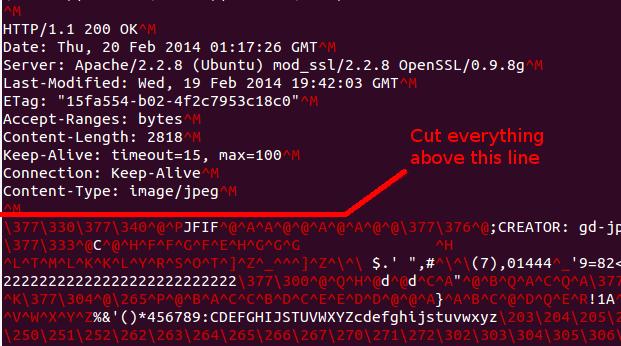 ^M
HTTP/1.1 200 OK^M
Date: Thu, 20 Feb 2014 01:17:26 GMT^M
Server: Apache/2.2.8 (Ubuntu) mod_ssl/2.2.8 OpenSSL/0.9.8g^M
Last-Modified: Wed, 19 Feb 2014 19:42:03 GMT^M
ETag: "15fa554-b02-4f2c7953c18c0"^M
Accept-Ranges: bytes^M
Content-Length: 2818^M
Keep-Alive: timeout=15, max=100^M
Connection: Keep-Alive^M
Content-Type: image/jpeg^M
^M
Cut everything
above this line
\377\330\377\340^@^PJFIF^@^A^A^@^@^A^@^A^@^@\377\376^@;CREATOR: gd-jp
\377\333^@C^@^H^F^F^G^F^E^H^G^G^G ^H
^L^T^M^L^K^K^L^Y^R^S^O^T^]^Z^_^^^]^Z^\^\ $.' ",#^\^\(7),01444^_'9=82<
22222222222222222222222222\377\300^@^Q^H^@d^@d^C^A"^@^B^Q^A^C^Q^A\377
^K\377\304^@\265^P^@^B^A^C^C^B^D^C^E^E^D^D^@^@^A}^A^B^C^@^D^Q^E^R!1A
^V^W^X^Y^Z%&'()*456789:CDEFGHIJSTUVWXYZcdefghijstuvwxyz\203\204\205\2
\250\251\252\262\263\264\265\266\267\270\271\272\302\303\304\305\306\